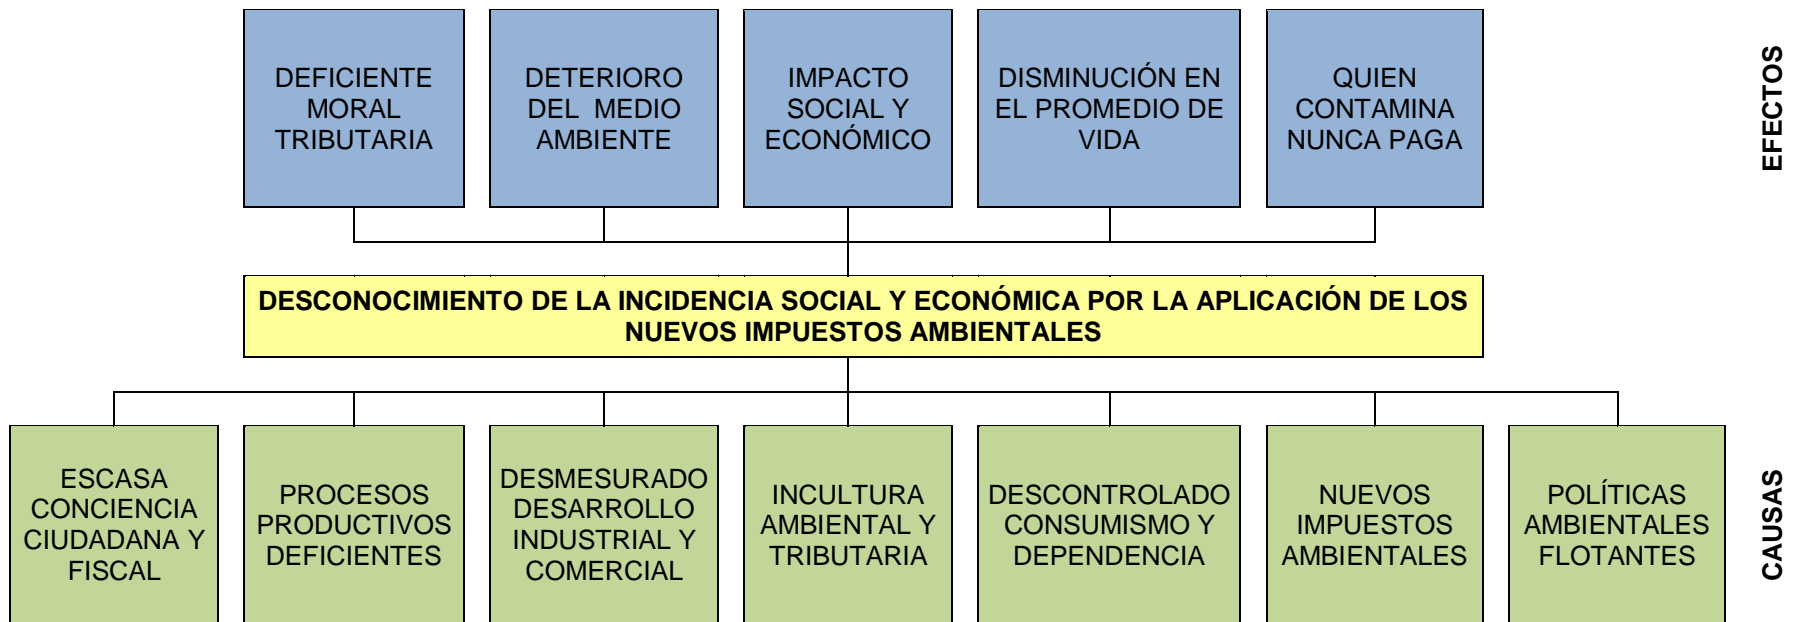 DEFICIENTE
MORAL
TRIBUTARIA
DETERIORO
DEL MEDIO
AMBIENTE
IMPACTO
SOCIAL Y
ECONÓMICO
DISMINUCIÓN EN
EL PROMEDIO DE
VIDA
QUIEN
CONTAMINA
NUNCA PAGA
EFECTOS
DESCONOCIMIENTO DE LA INCIDENCIA SOCIAL Y ECONÓMICA POR LA APLICACIÓN DE LOS
NUEVOS IMPUESTOS AMBIENTALES
ESCASA
CONCIENCIA
CIUDADANA Y
FISCAL
PROCESOS
PRODUCTIVOS
DEFICIENTES
DESMESURADO
DESARROLLO
INDUSTRIAL Y
COMERCIAL
INCULTURA
AMBIENTAL Y
TRIBUTARIA
DESCONTROLADO
CONSUMISMO Y
DEPENDENCIA
NUEVOS
IMPUESTOS
AMBIENTALES
POLÍTICAS
AMBIENTALES
FLOTANTES
CAUSAS